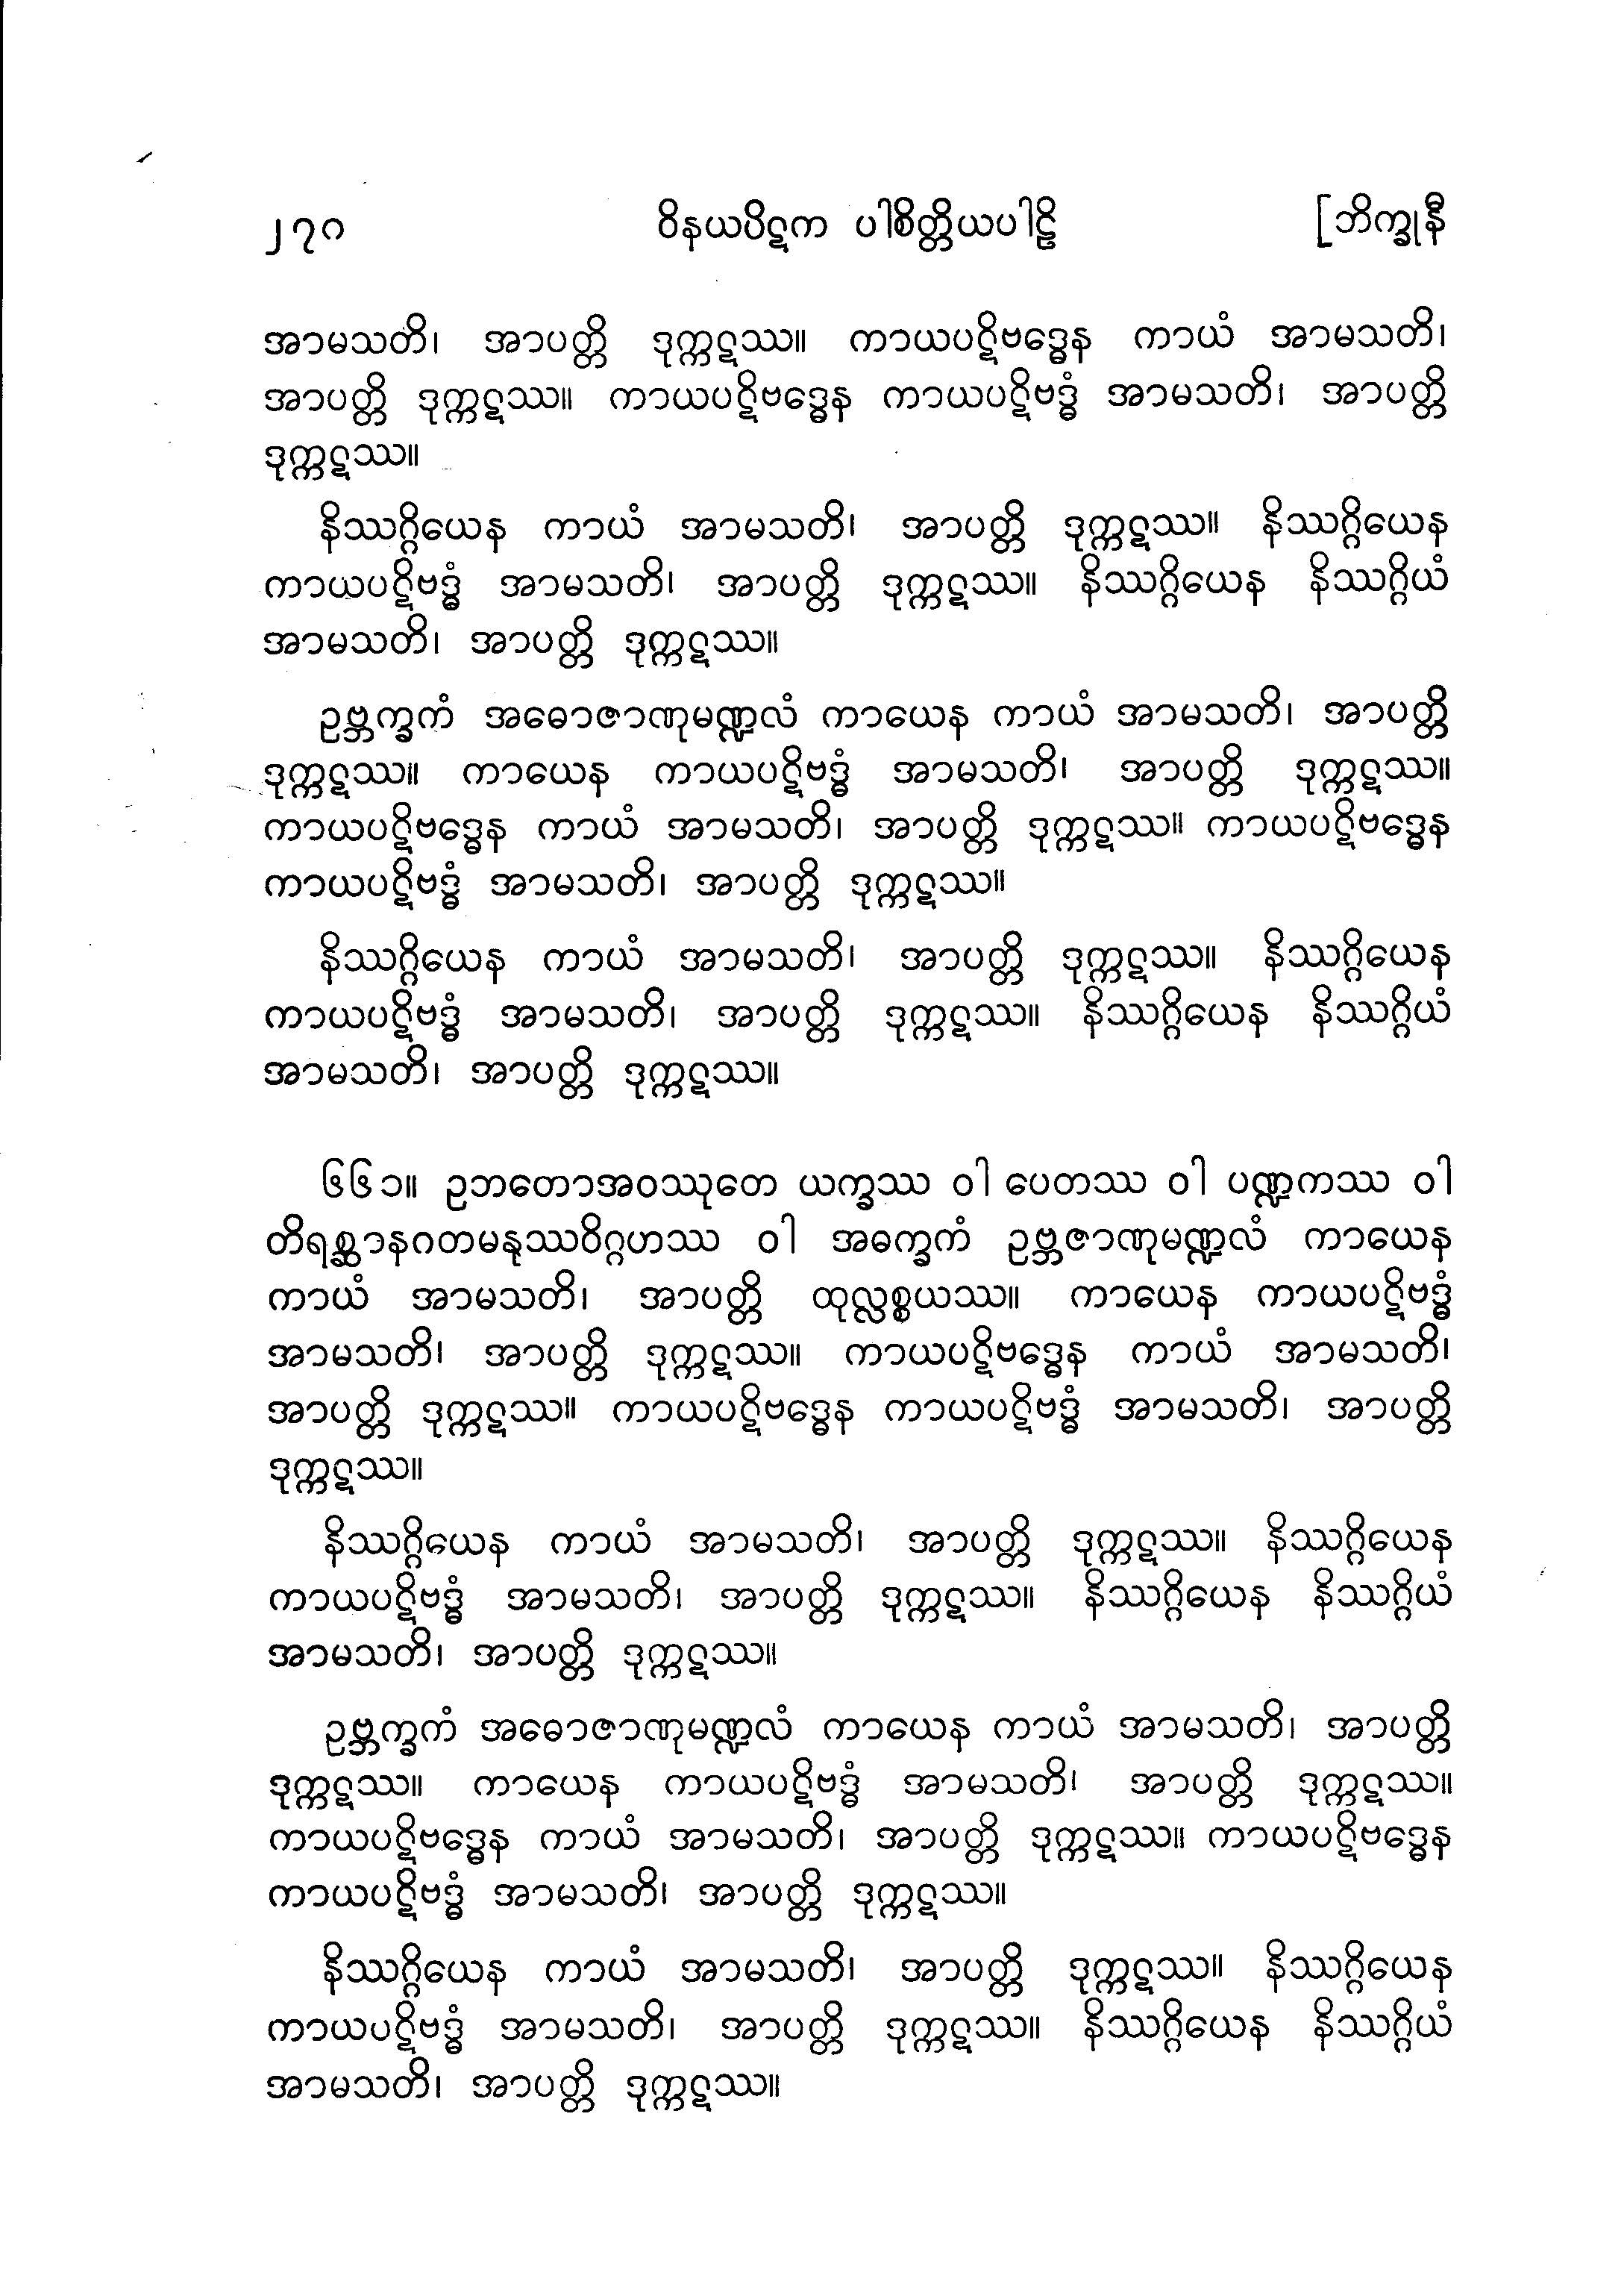 ၂၇၀ ဝိနယပိဋက ပါစိတ္တိယပါဠိ [ဘိက္ခုနီ
အာမသတိ၊ အာပတ္တိ ဒုက္ကဋဿ။ ကာယပဋိဗဒ္ဓေန ကာယံ အာမသတိ၊
အာပတ္တိ ဒုက္ကဋဿ။ ကာယပဋိဗဒ္ဓေန ကာယပဋိဗဒ္ဓံ အာမသတိ၊ အာပတ္တိ
ဒုက္ကဋဿ။
နိဿဂ္ဂိယေန ကာယံ အာမသတိ၊ အာပတ္တိ ဒုက္ကဋဿ။ နိဿဂ္ဂိယေန
ကာယပဋိဗဒ္ဓံ အာမသတိ၊ အာပတ္တိ ဒုက္ကဋဿ။ နိဿဂ္ဂိယေန နိဿဂ္ဂိယံ
အာမသတိ၊ အာပတ္တိ ဒုက္ကဋဿ။
ဥဗ္ဘက္ခကံ အဓောဇာဏုမဏ္ဍလံ ကာယေန ကာယံ အာမသတိ၊ အာပတ္တိ
ဒုက္ကဋဿ။ ကာယေန ကာယပဋိဗဒ္ဓံ အာမသတိ၊ အာပတ္တိ ဒုက္ကဋဿ။
ကာယပဋိဗဒ္ဓေန ကာယံ အာမသတိ၊ အာပတ္တိ ဒုက္ကဋဿ။ ကာယပဋိဗဒ္ဓေန
ကာယပဋိဗဒ္ဓံ အာမသတိ၊ အာပတ္တိ ဒုက္ကဋဿ။
နိဿဂ္ဂိယေန ကာယံ အာမသတိ၊ အာပတ္တိ ဒုက္ကဋဿ။ နိဿဂ္ဂိယေန
ကာယပဋိဗဒ္ဓံ အာမသတိ၊ အာပတ္တိ ဒုက္ကဋဿ။ နိဿဂ္ဂိယေန နိဿဂ္ဂိယံ
အာမသတိ၊ အာပတ္တိ ဒုက္ကဋဿ။
၆၆၁။ ဥဘတောအဝဿုတေ ယက္ခဿ ဝါ ပေတဿ ဝါ ပဏ္ဍကဿ ဝါ
တိရစ္ဆာနဂတမနုဿဝိဂ္ဂဟဿ ဝါ အဓက္ခကံ ဥဗ္ဘဇာဏုမဏ္ဍလံ ကာယေန
ကာယံ အာမသတိ၊ အာပတ္တိ ထုလ္လစ္စယဿ။ ကာယေန ကာယပဋိဗဒ္ဓံ
အာမသတိ၊ အာပတ္တိ ဒုက္ကဋဿ။ ကာယပဋိဗဒ္ဓေန ကာယံ အာမသတိ၊
အာပတ္တိ ဒုက္ကဋဿ။ ကာယပဋိဗဒ္ဓေန ကာယပဋိဗဒ္ဓံ အာမသတိ၊ အာပတ္တိ
ဒုက္ကဋဿ။
နိဿဂ္ဂိယေန ကာယံ အာမသတိ၊ အာပတ္တိ ဒုက္ကဋဿ။ နိဿဂ္ဂိယေန
ကာယပဋိဗဒ္ဓံ အာမသတိ၊ အာပတ္တိ ဒုက္ကဋဿ။ နိဿဂ္ဂိယေန နိဿဂ္ဂိယံ
အာမသတိ၊ အာပတ္တိ ဒုက္ကဋဿ။
ဥဗ္ဘက္ခကံ အဓောဇာဏုမဏ္ဍလံ ကာယေန ကာယံ အာမသတိ၊ အာပတ္တိ
ဒုက္ကဋဿ။ ကာယေန ကာယပဋိဗဒ္ဓံ အာမသတိ၊ အာပတ္တိ ဒုက္ကဋဿ။
ကာယပဋိဗဒ္ဓေန ကာယံ အာမသတိ၊ အာပတ္တိ ဒုက္ကဋဿ။ ကာယပဋိဗဒ္ဓေန
ကာယပဋိဗဒ္ဓံ အာမသတိ၊ အာပတ္တိ ဒုက္ကဋဿ။
နိဿဂ္ဂိယေန ကာယံ အာမသတိ၊ အာပတ္တိ ဒုက္ကဋဿ။ နိဿဂ္ဂိယေန
ကာယပဋိဗဒ္ဓံ အာမသတိ၊ အာပတ္တိ ဒုက္ကဋဿ။ နိဿဂ္ဂိယေန နိဿဂ္ဂိယံ
အာမသတိ၊ အာပတ္တိ ဒုက္ကဋဿ။